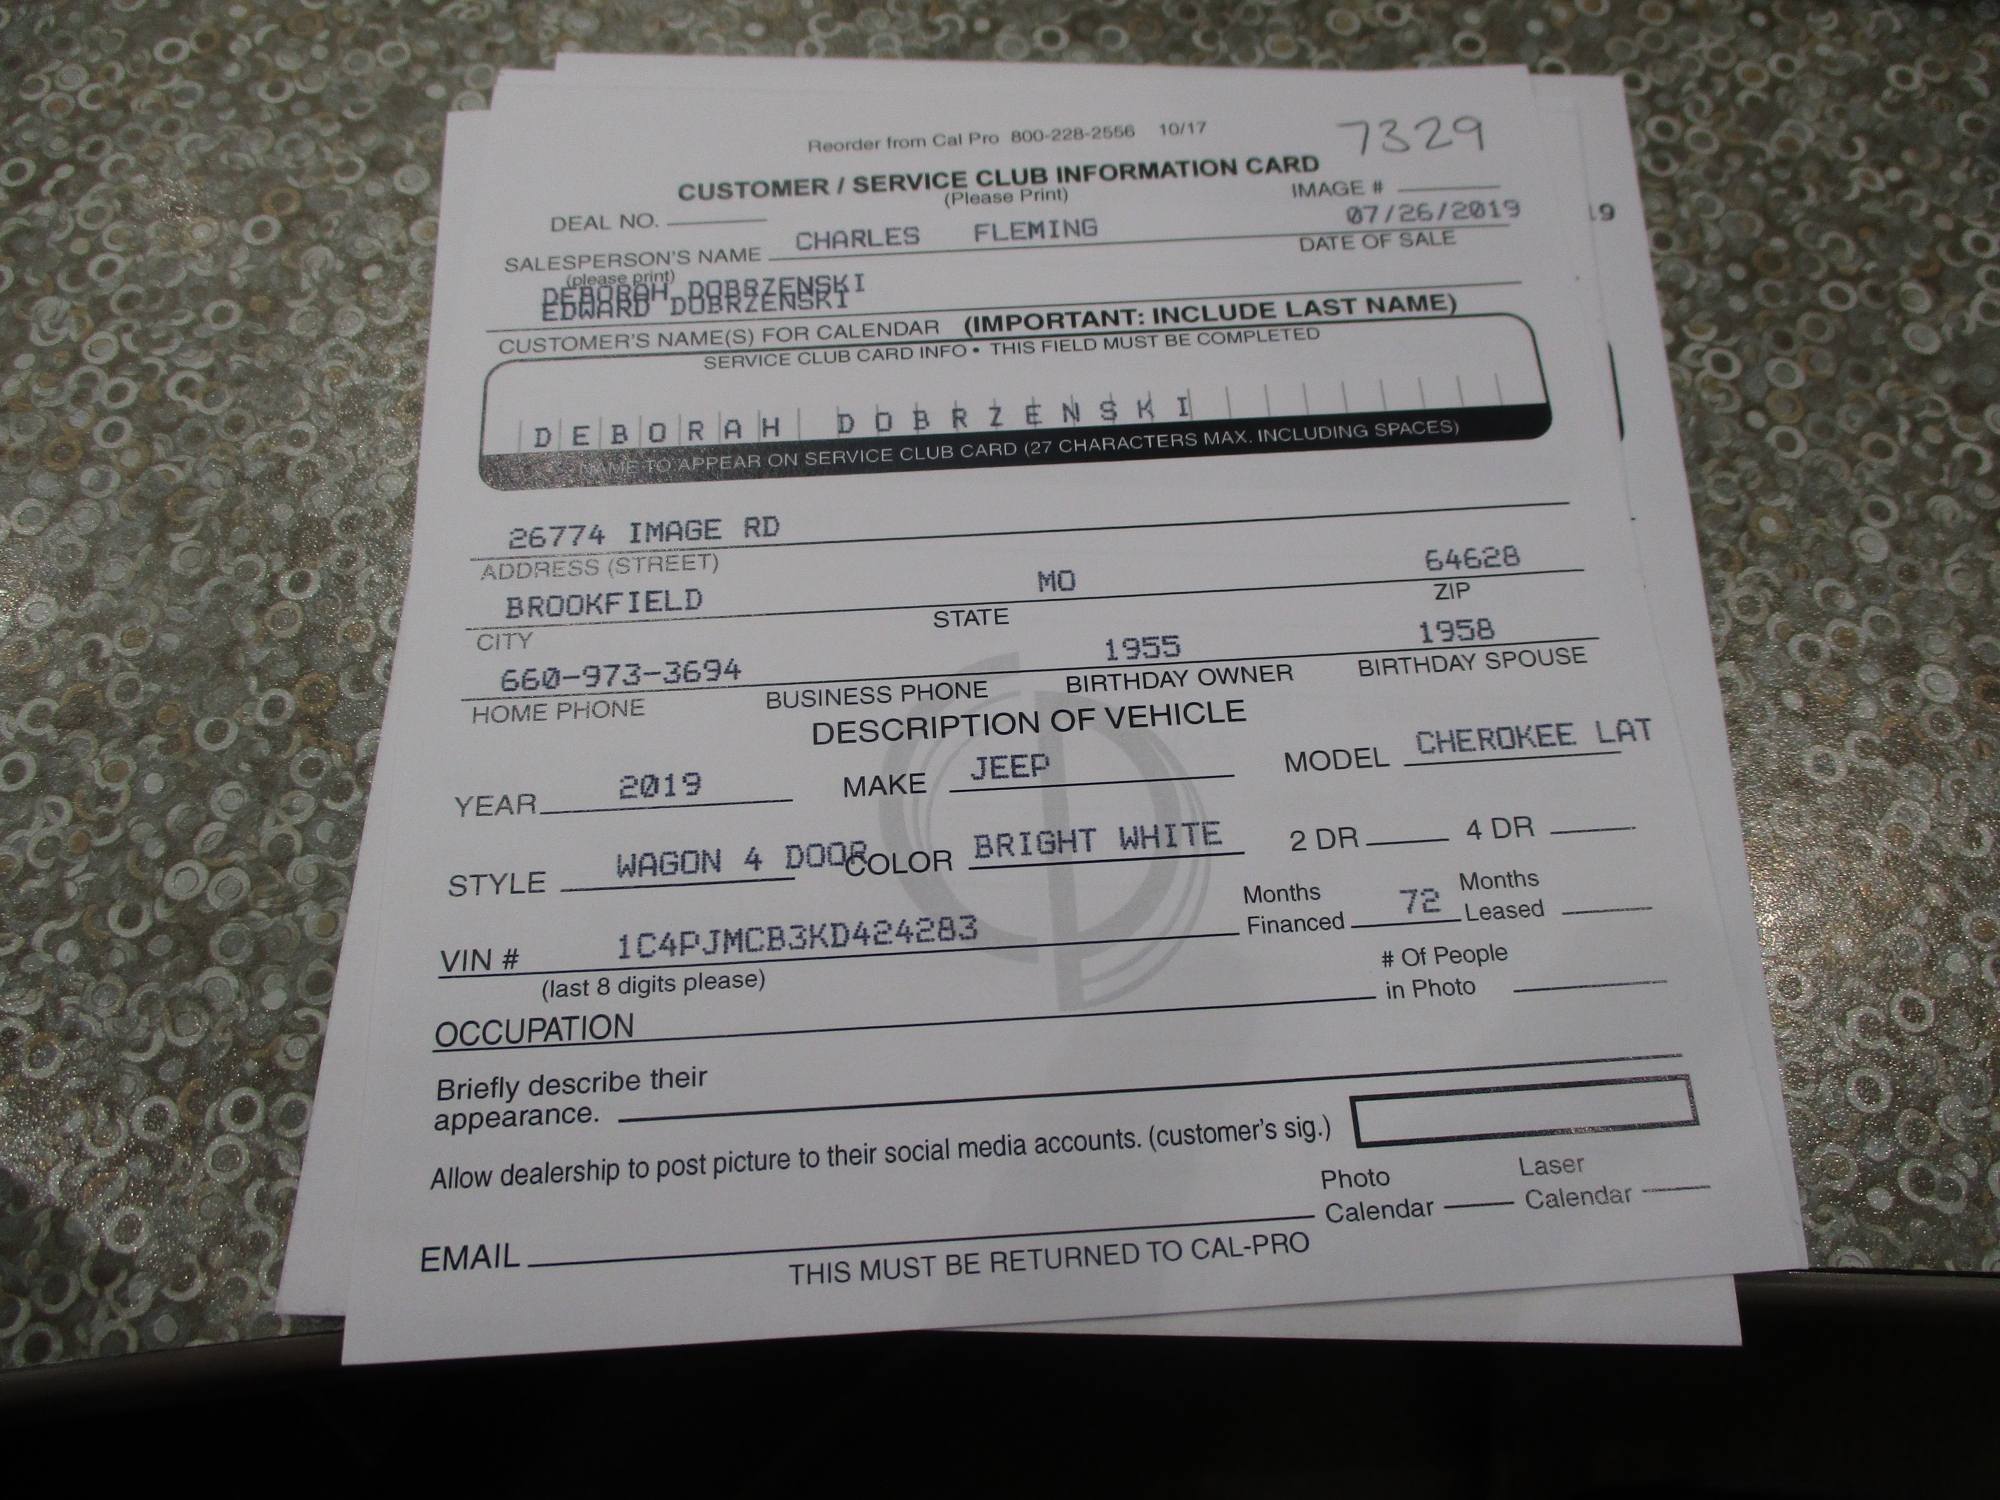 Reorder from Cal Pro 800-228-2556 10/17
7329
CUSTOMER / SERVICE CLUB INFORMATION CARD
(Please Print)
IMAGE #
DEAL NO.
07/26/2019
19
SALESPERSON'S NAME CHARLES FLEMING
DATE OF SALE
(please print)
DEBORAH DOBRZENSKI
EDWARD DOBRZENSKI
CUSTOMER'S NAME(S) FOR CALENDAR (IMPORTANT: INCLUDE LAST NAME)
SERVICE CLUB CARD INFO • THIS FIELD MUST BE COMPLETED
DEBORAH DOBRZENSKI
NAME TO APPEAR ON SERVICE CLUB CARD (27 CHARACTERS MAX. INCLUDING SPACES)
26774 IMAGE RD
ADDRESS (STREET)
BROOKFIELD MO 64628
CITY STATE ZIP
660-973-3694 1955 1958
HOME PHONE BUSINESS PHONE BIRTHDAY OWNER BIRTHDAY SPOUSE
DESCRIPTION OF VEHICLE
YEAR 2019 MAKE JEEP MODEL CHEROKEE LAT
STYLE WAGON 4 DOOR COLOR BRIGHT WHITE 2 DR 4 DR
VIN # 1C4PJMCB3KD424283 Months Financed 72 Months Leased
(last 8 digits please)
# Of People
in Photo
OCCUPATION
Briefly describe their
appearance.
Allow dealership to post picture to their social media accounts. (customer's sig.)
Photo Calendar Laser Calendar
EMAIL
THIS MUST BE RETURNED TO CAL-PRO